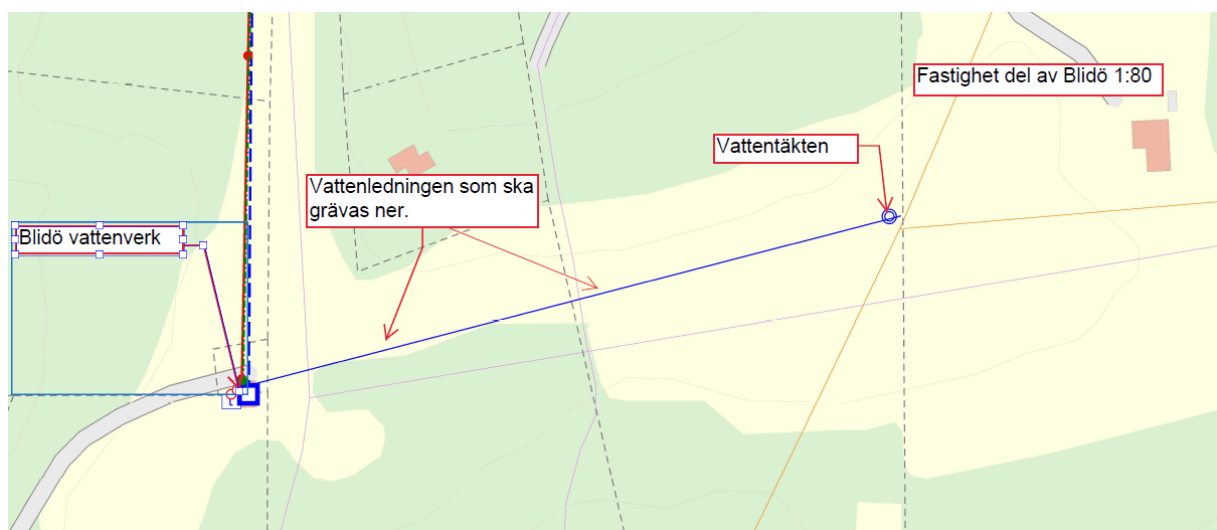 Fastighet del av Blidö 1:80
Vattentäkten
Vattenledningen som ska
grävas ner.
Blidö vattenverk